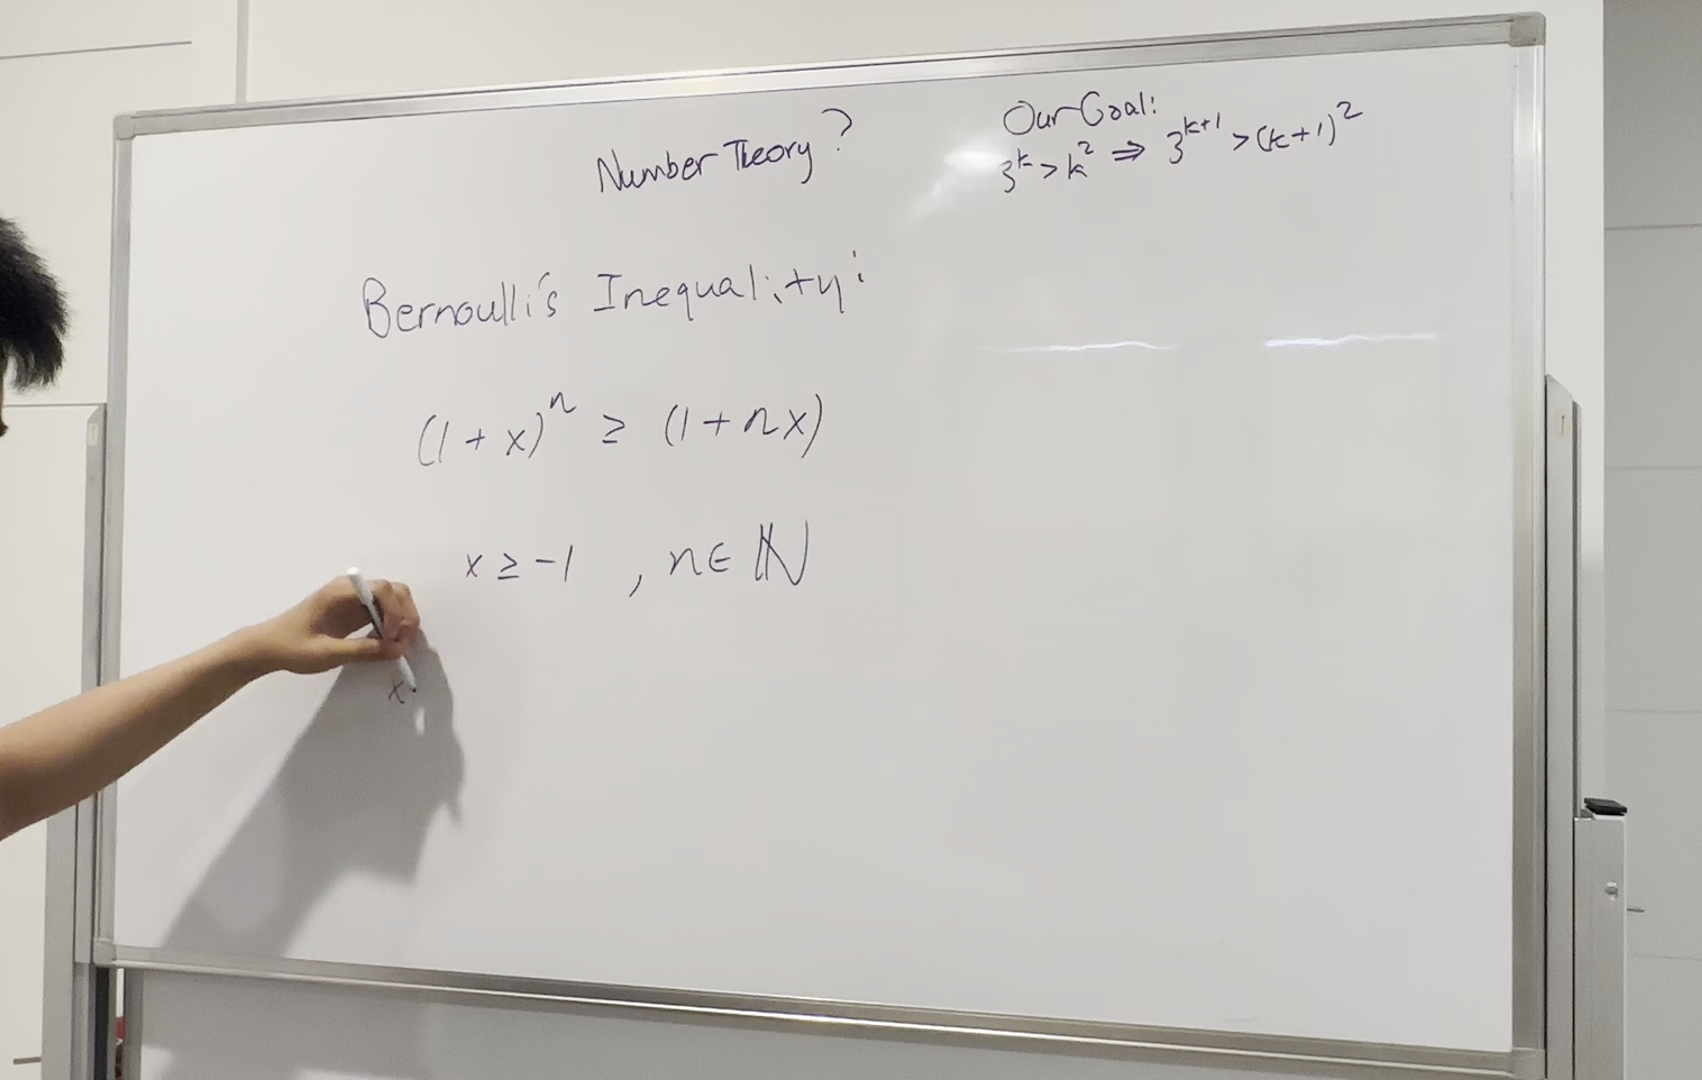 Number Theory?
Our Goal:
3^k > k^2 ⇒ 3^{k+1} > (k+1)^2
Bernoulli's Inequality:
(1 + x)^n ≥ (1 + nx)
x ≥ -1 , n ∈ ℕ
x